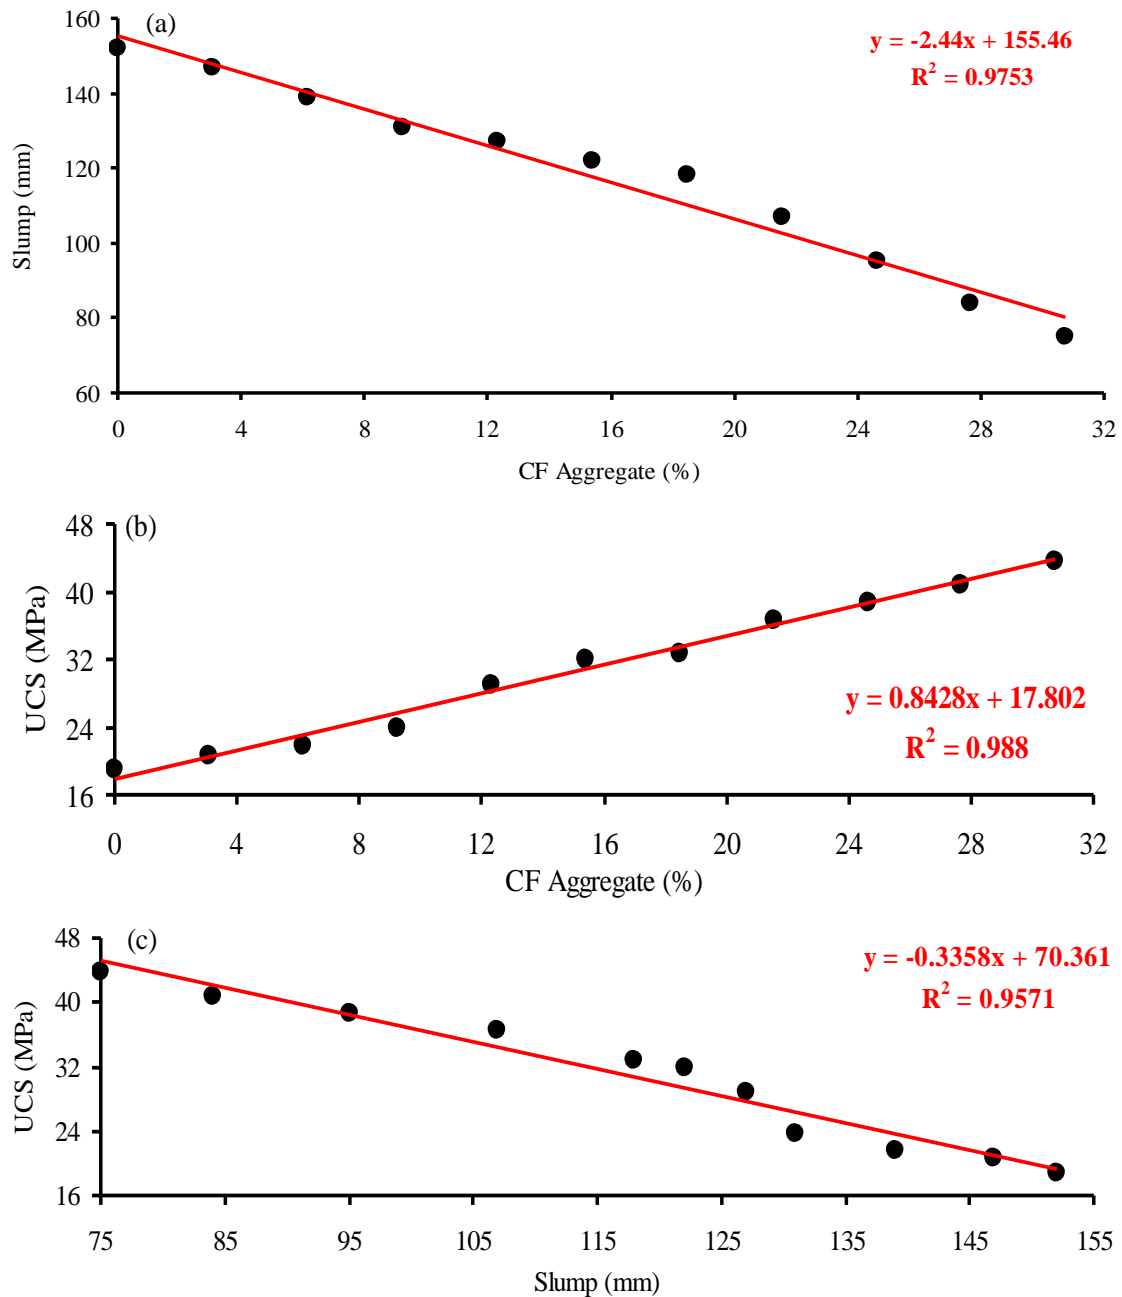 (a)
y = -2.44x + 155.46
R² = 0.9753
160
140
120
100
80
60
Slump (mm)
0 4 8 12 16 20 24 28 32
CF Aggregate (%)
(b)
48
40
32
24
16
UCS (MPa)
y = 0.8428x + 17.802
R² = 0.988
0 4 8 12 16 20 24 28 32
CF Aggregate (%)
(c)
y = -0.3358x + 70.361
R² = 0.9571
48
40
32
24
16
UCS (MPa)
75 85 95 105 115 125 135 145 155
Slump (mm)